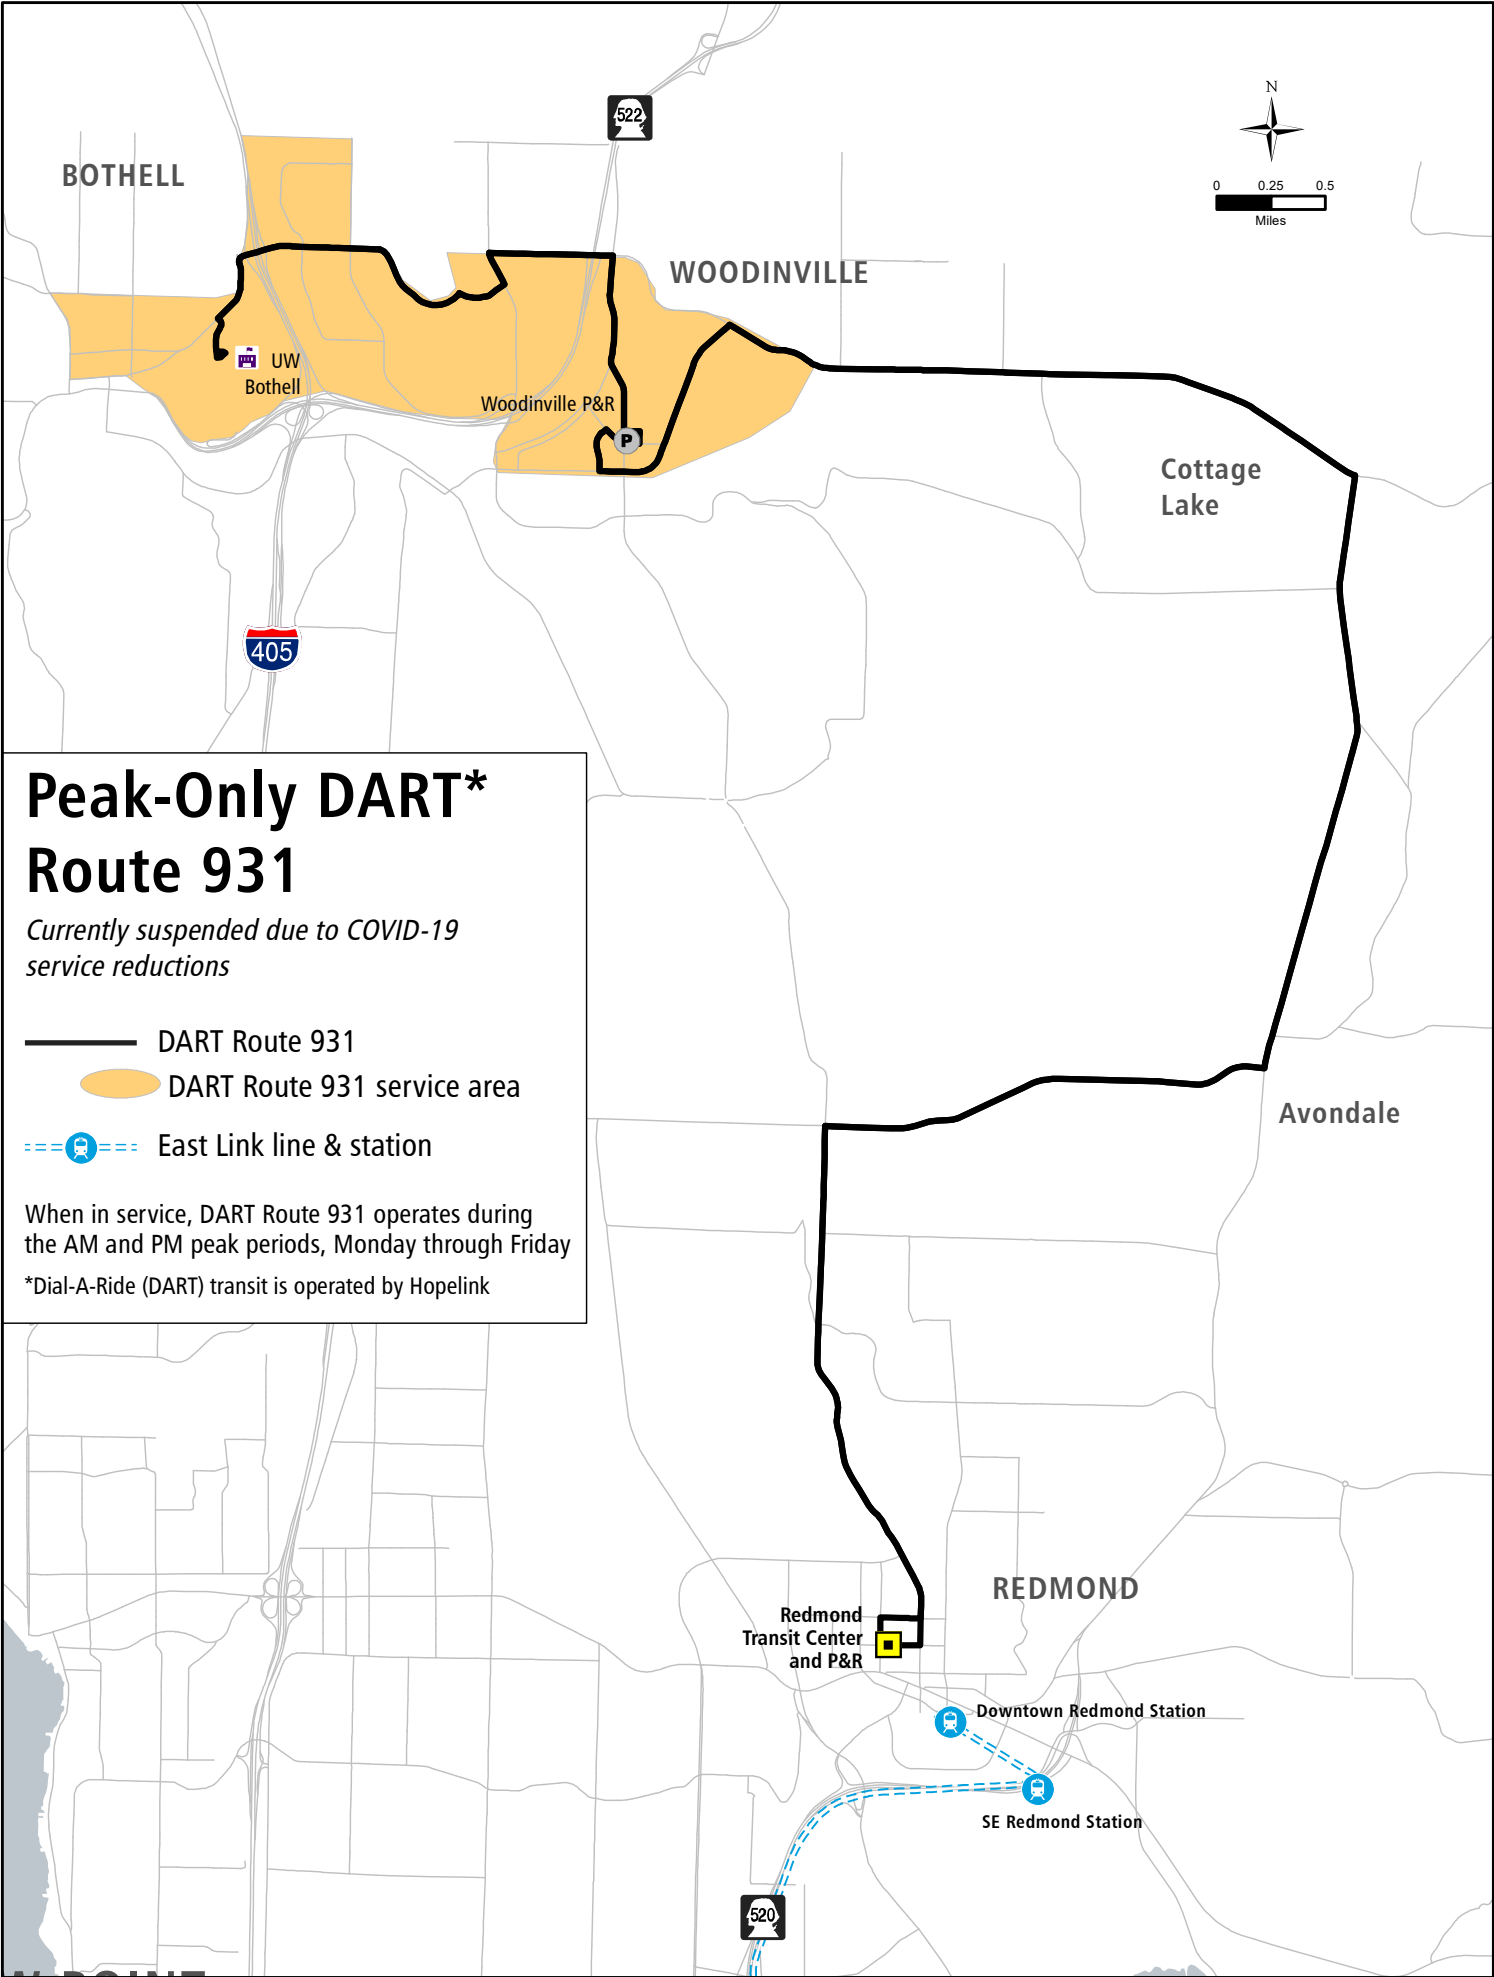 N
522
BOTHELL
0 0.25 0.5
Miles
WOODINVILLE
UW
Bothell
Woodinville P&R
P
Cottage
Lake
405
Peak-Only DART*
Route 931
Currently suspended due to COVID-19
service reductions
DART Route 931
DART Route 931 service area
East Link line & station
When in service, DART Route 931 operates during
the AM and PM peak periods, Monday through Friday
*Dial-A-Ride (DART) transit is operated by Hopelink
Avondale
REDMOND
Redmond
Transit Center
and P&R
Downtown Redmond Station
SE Redmond Station
520
POINT